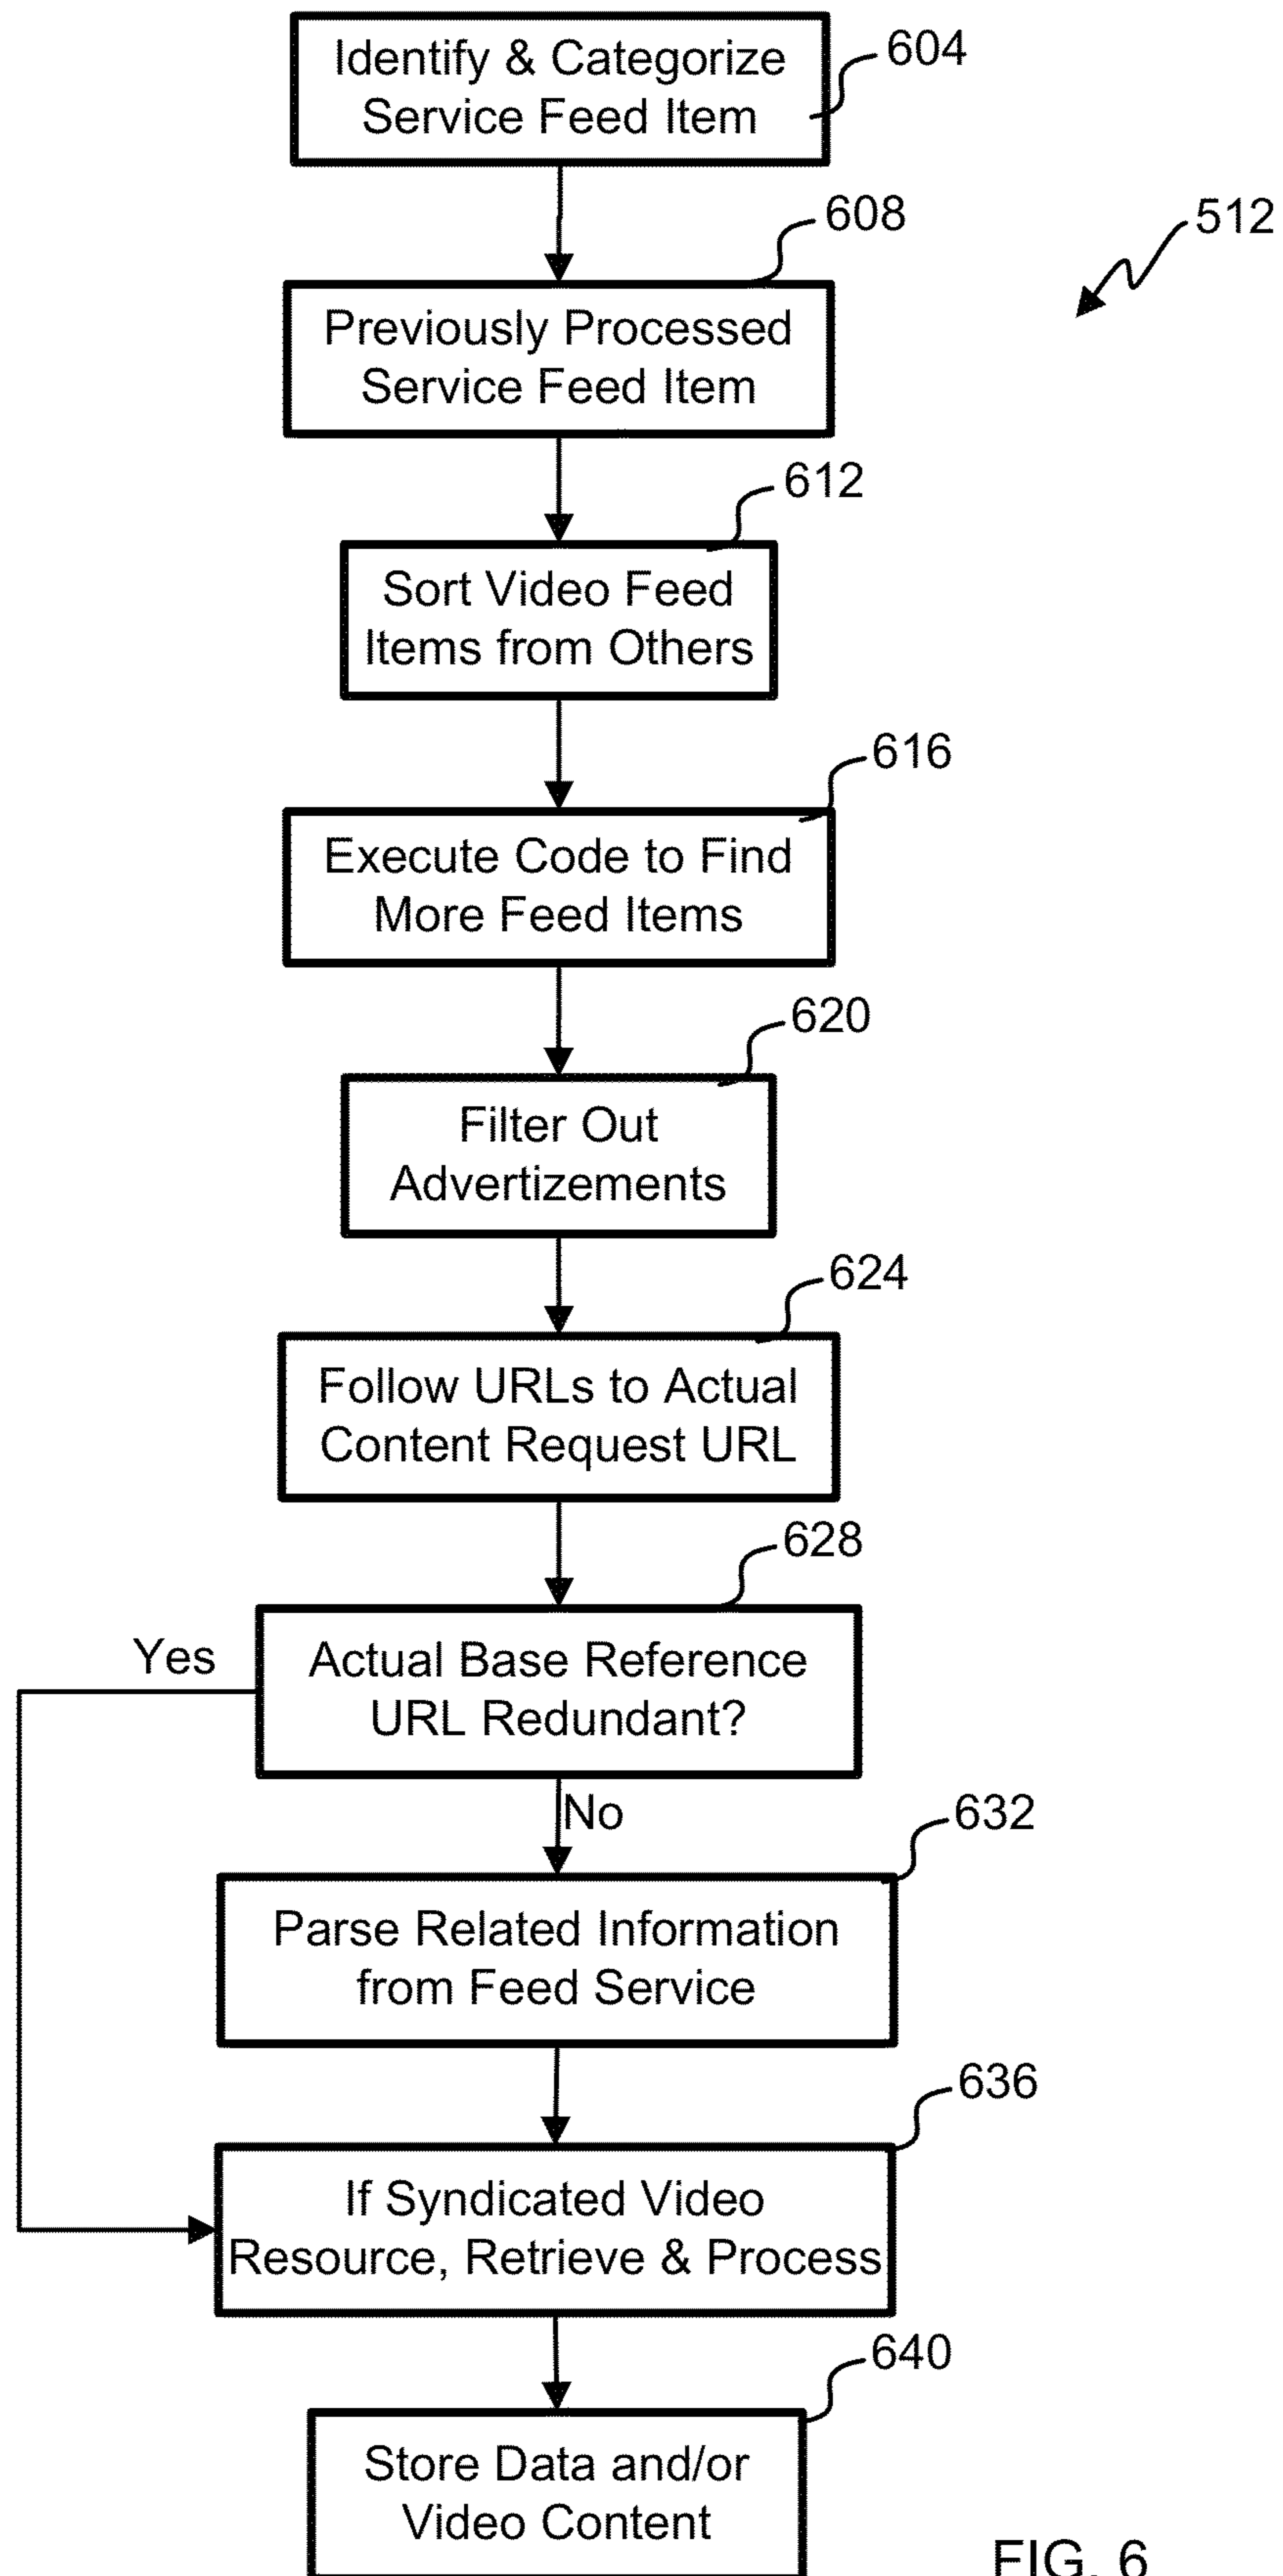 Identify & Categorize
Service Feed Item
604
608
512
Previously Processed
Service Feed Item
612
Sort Video Feed
Items from Others
616
Execute Code to Find
More Feed Items
620
Filter Out
Advertizements
624
Follow URLs to Actual
Content Request URL
628
Yes
Actual Base Reference
URL Redundant?
No
632
Parse Related Information
from Feed Service
636
If Syndicated Video
Resource, Retrieve & Process
640
Store Data and/or
Video Content
FIG. 6